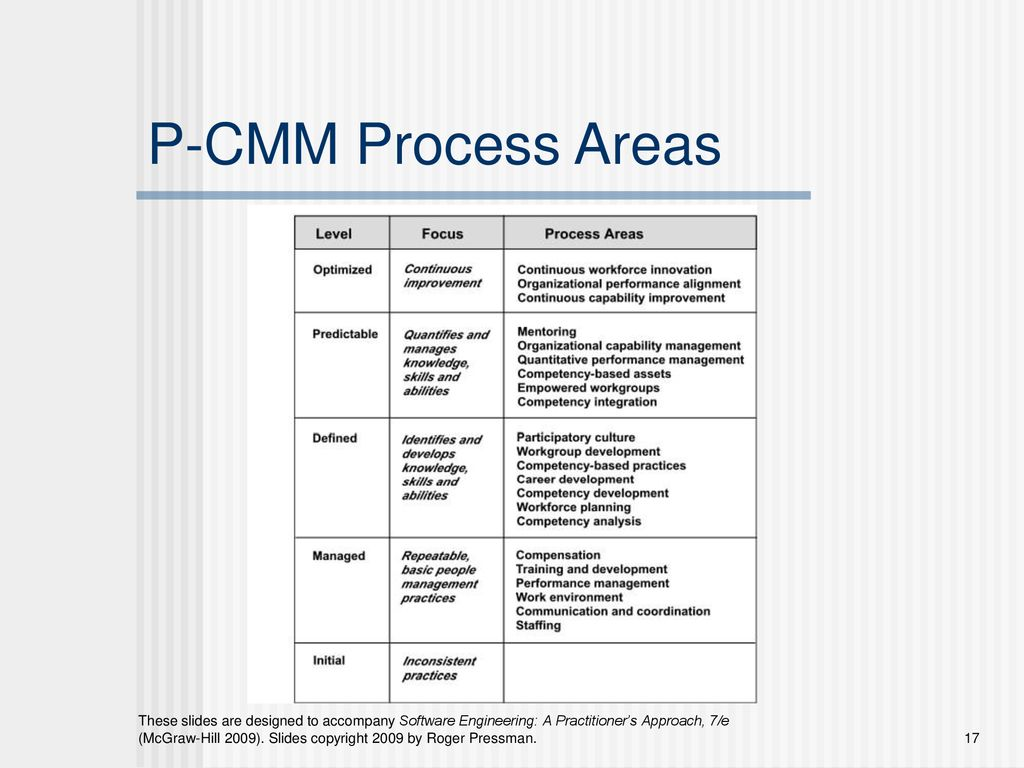 P-CMM Process Areas
Level Focus Process Areas
Optimized
Continuous
improvement
Continuous workforce innovation
Organizational performance alignment
Continuous capability improvement
Predictable
Quantifies and
manages
knowledge,
skills and
abilities
Mentoring
Organizational capability management
Quantitative performance management
Competency-based assets
Empowered workgroups
Competency integration
Defined
Identifies and
develops
knowledge,
skills and
abilities
Participatory culture
Workgroup development
Competency-based practices
Career development
Competency development
Workforce planning
Competency analysis
Managed
Repeatable,
basic people
management
practices
Compensation
Training and development
Performance management
Work environment
Communication and coordination
Staffing
Initial
Inconsistent
practices
These slides are designed to accompany Software Engineering: A Practitioner's Approach, 7/e
(McGraw-Hill 2009). Slides copyright 2009 by Roger Pressman.
17